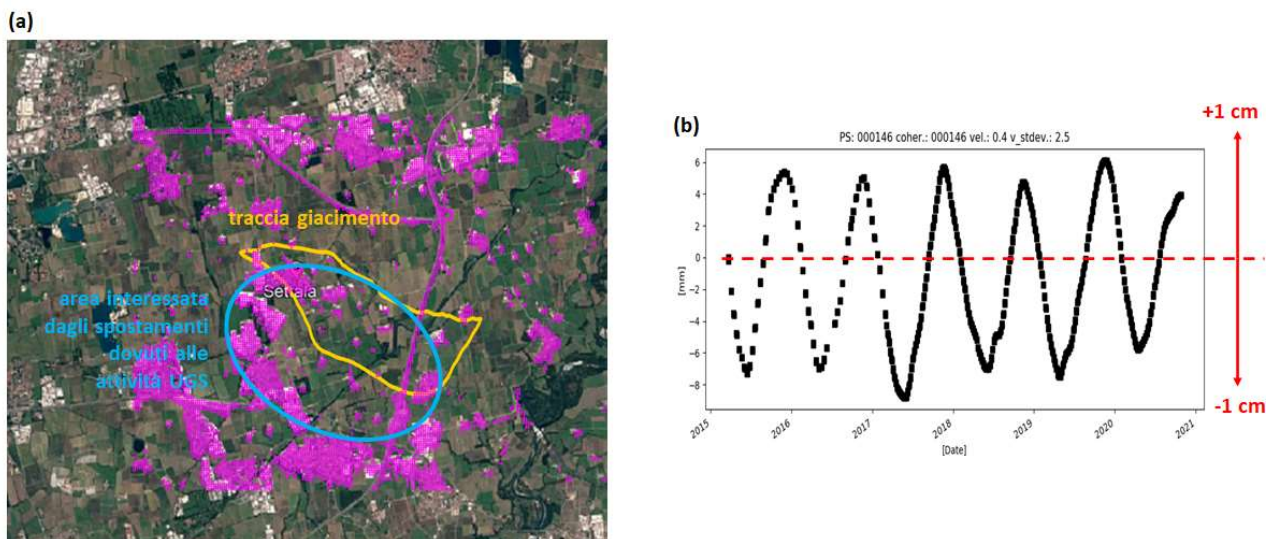 (a)
traccia giacimento
Settala
area interessata
dagli spostamenti
dovuti alle
attività UGS
(b)
PS: 000146 coher.: 000146 vel.: 0.4 v_stdev.: 2.5
+1 cm
6
4
2
0
−2
−4
−6
−8
[mm]
2015
2016
2017
2018
2019
2020
2021
[Date]
-1 cm